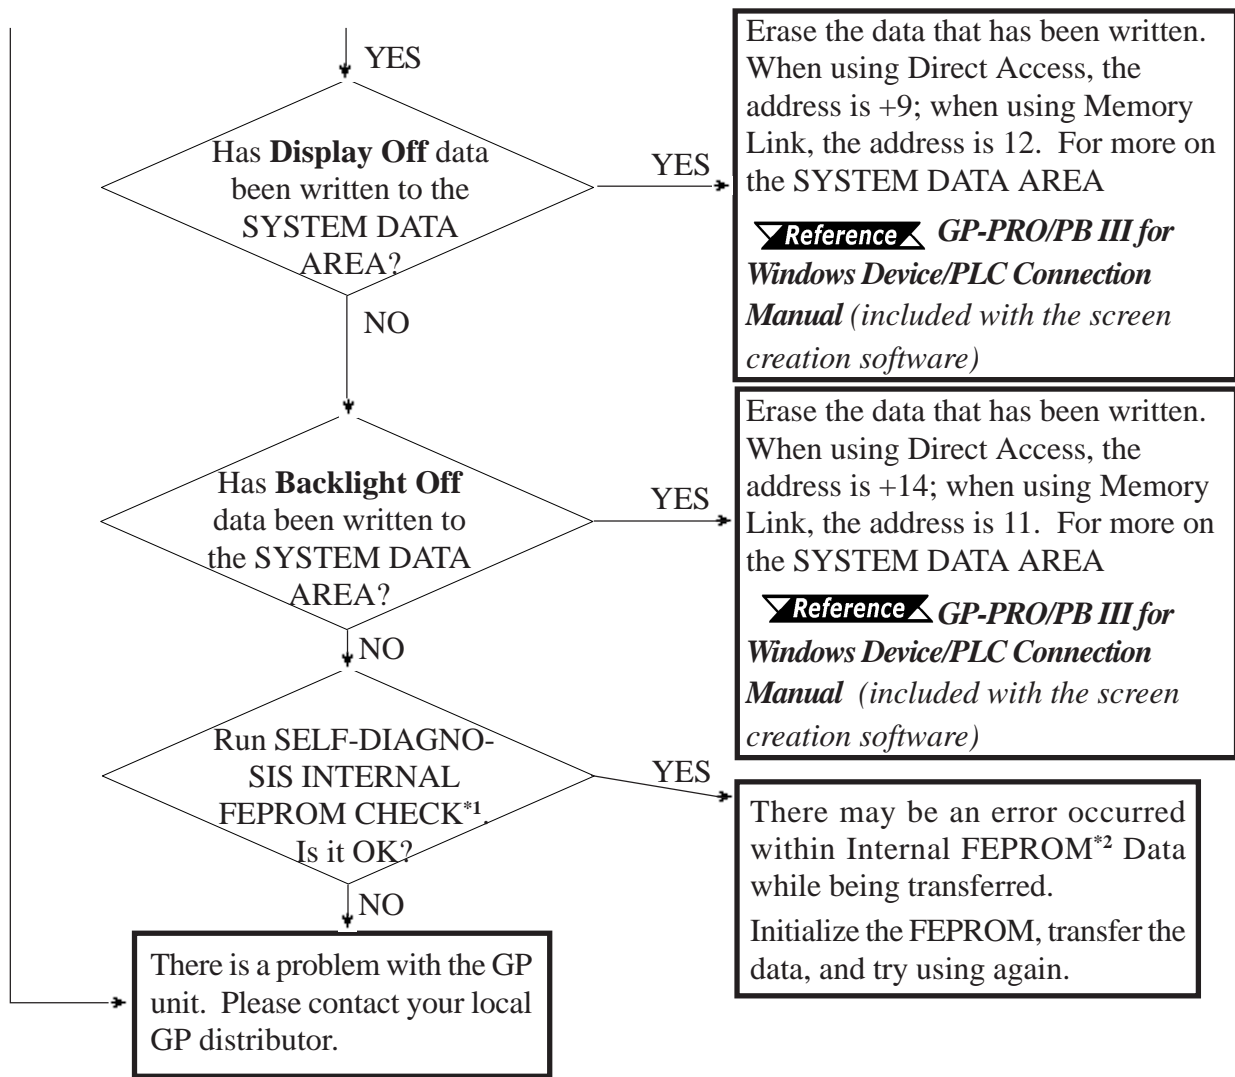 YES
Has Display Off data
been written to the
SYSTEM DATA
AREA?
YES
Erase the data that has been written.
When using Direct Access, the
address is +9; when using Memory
Link, the address is 12.  For more on
the SYSTEM DATA AREA
Reference GP-PRO/PB III for
Windows Device/PLC Connection
Manual (included with the screen
creation software)
NO
Has Backlight Off
data been written to
the SYSTEM DATA
AREA?
YES
Erase the data that has been written.
When using Direct Access, the
address is +14; when using Memory
Link, the address is 11.  For more on
the SYSTEM DATA AREA
Reference GP-PRO/PB III for
Windows Device/PLC Connection
Manual (included with the screen
creation software)
NO
Run SELF-DIAGNO-
SIS INTERNAL
FEPROM CHECK*1.
Is it OK?
YES
There may be an error occurred
within Internal FEPROM*2 Data
while being transferred.
Initialize the FEPROM, transfer the
data, and try using again.
NO
There is a problem with the GP
unit.  Please contact your local
GP distributor.